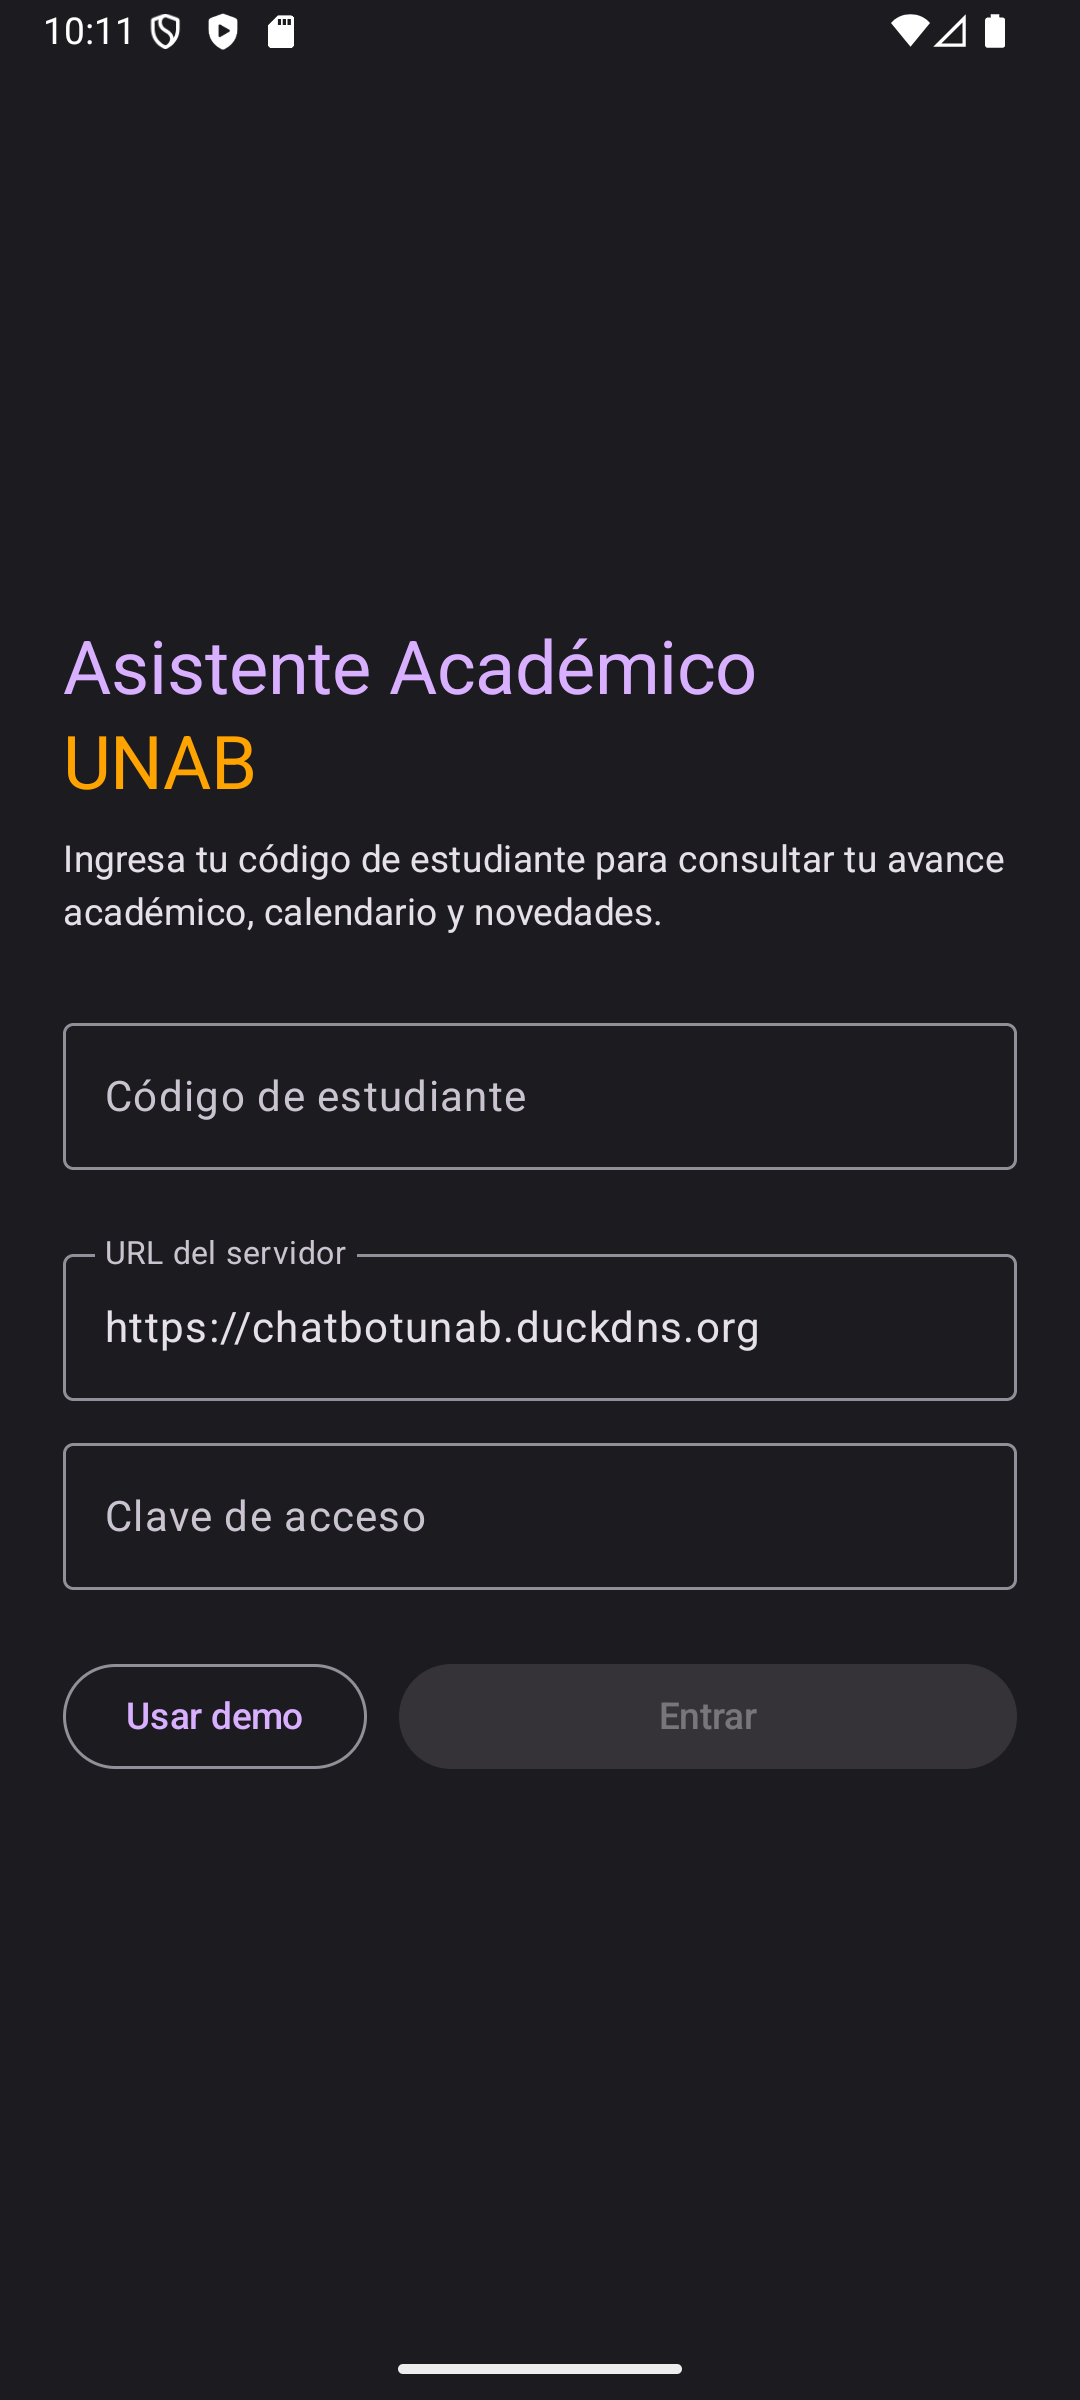 10:11
Asistente Académico
UNAB
Ingresa tu código de estudiante para consultar tu avance
académico, calendario y novedades.
Código de estudiante
URL del servidor
https://chatbotunab.duckdns.org
Clave de acceso
Usar demo
Entrar